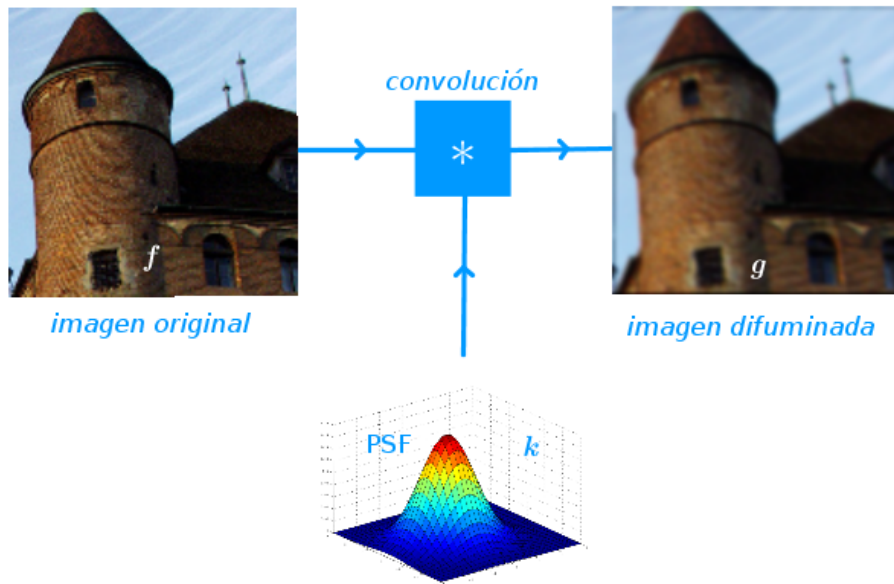 convolución
*
f
g
imagen original
imagen difuminada
PSF
k